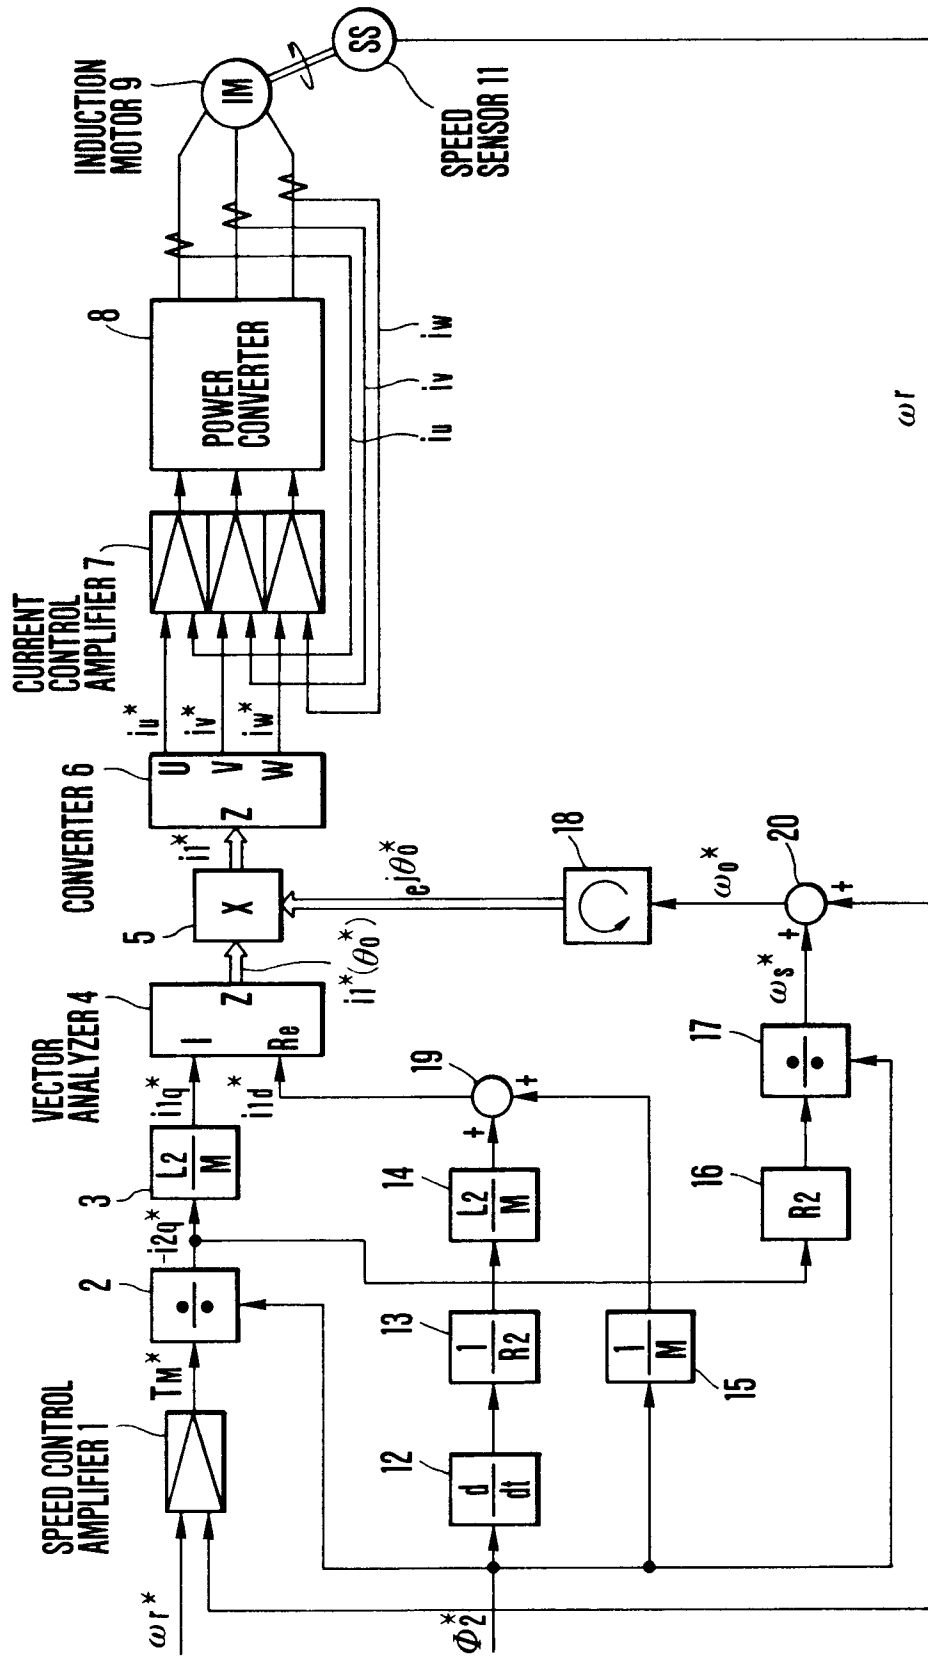 SPEED CONTROL
AMPLIFIER 1
ωr*
TM*
2
-i2q*
3
L2
M
i1q*
i1d*
VECTOR
ANALYZER 4
I
Re
Z
i1*(θ0*)
5
X
i1*
CONVERTER 6
Z
U
V
W
iu*
iv*
iw*
CURRENT
CONTROL
AMPLIFIER 7
8
POWER
CONVERTER
iu
iv
iw
INDUCTION
MOTOR 9
IM
SS
SPEED
SENSOR 11
Φ2*
12
d
dt
13
1
R2
14
L2
M
19
+
+
15
1
M
16
R2
17
ωs*
20
+
+
ω0*
18
ejθ0*
ωr